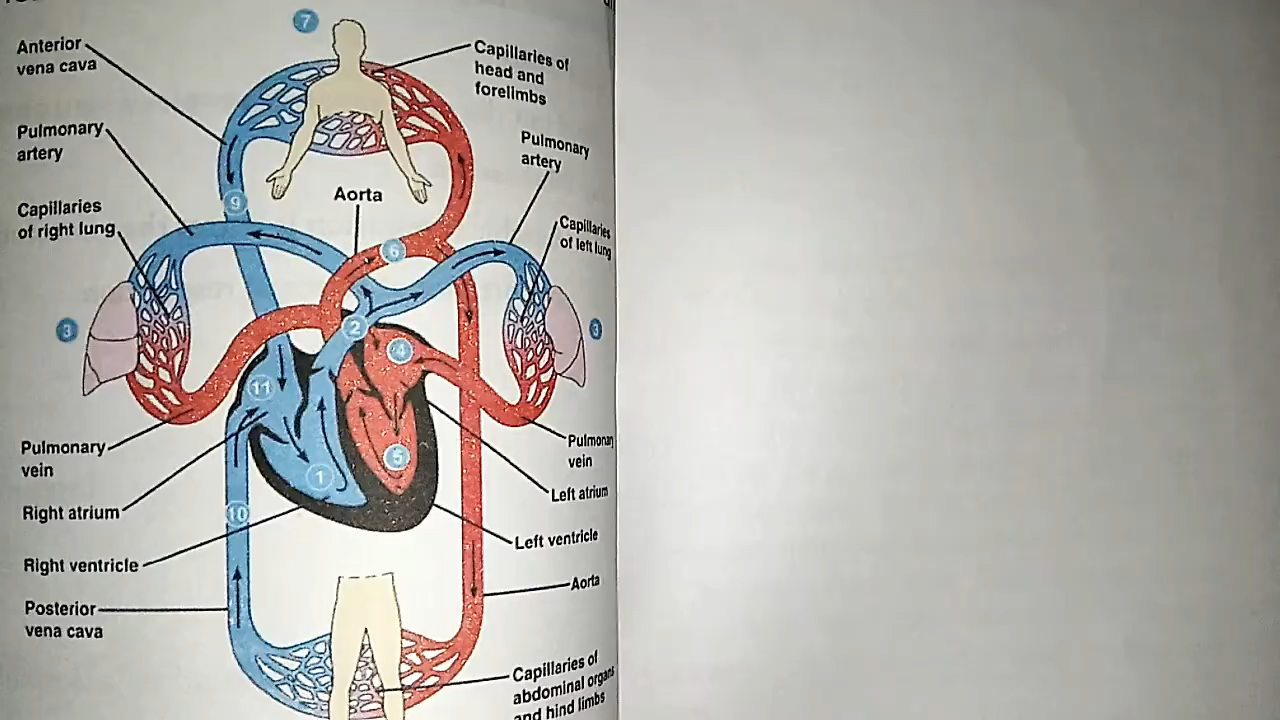 7
Anterior
vena cava
Capillaries of
head and
forelimbs
Pulmonary
artery
Pulmonary
artery
Aorta
Capillaries
of right lung
9
Capillaries
of left lung
6
3
2
3
4
11
Pulmonary
vein
Pulmonary
vein
5
1
Left atrium
Right atrium
10
Left ventricle
Right ventricle
Aorta
Posterior
vena cava
Capillaries of
abdominal organs
and hind limbs